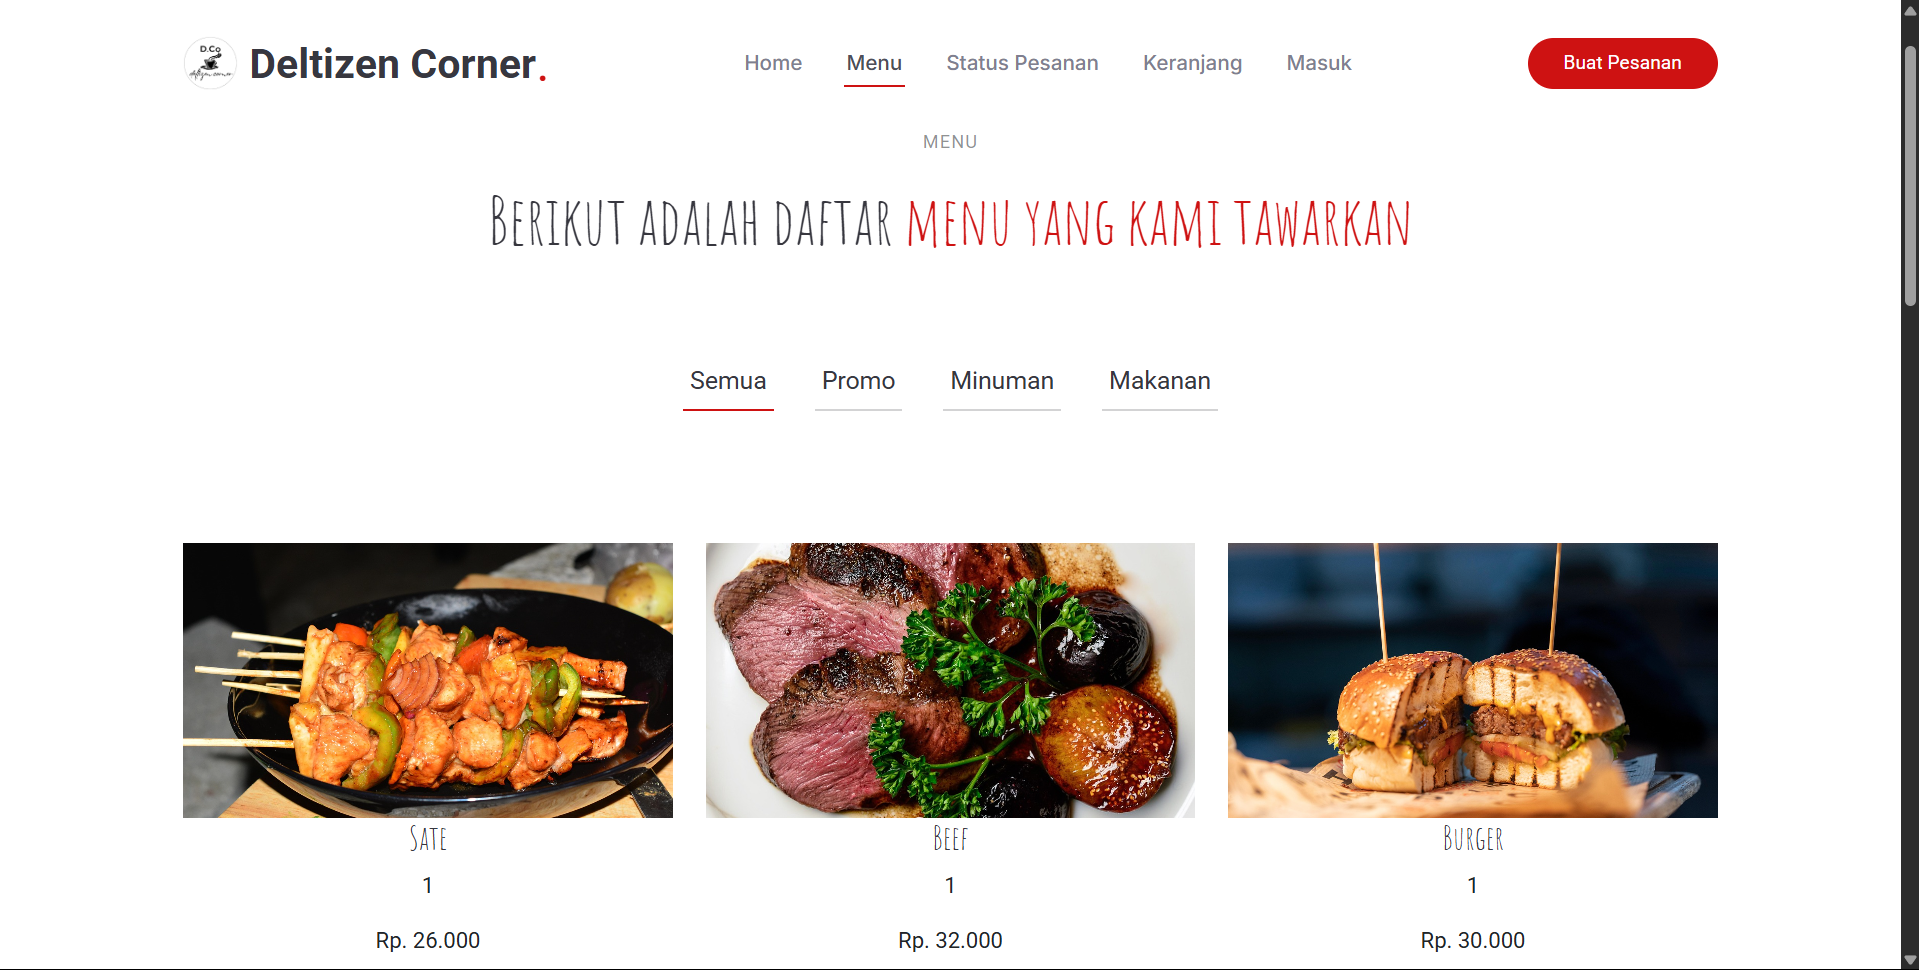 D.Co
deltizen corner
Deltizen Corner.
Home Menu Status Pesanan Keranjang Masuk
Buat Pesanan
MENU
Berikut adalah daftar menu yang kami tawarkan
Semua Promo Minuman Makanan
Sate Beef Burger
1 1 1
Rp. 26.000 Rp. 32.000 Rp. 30.000